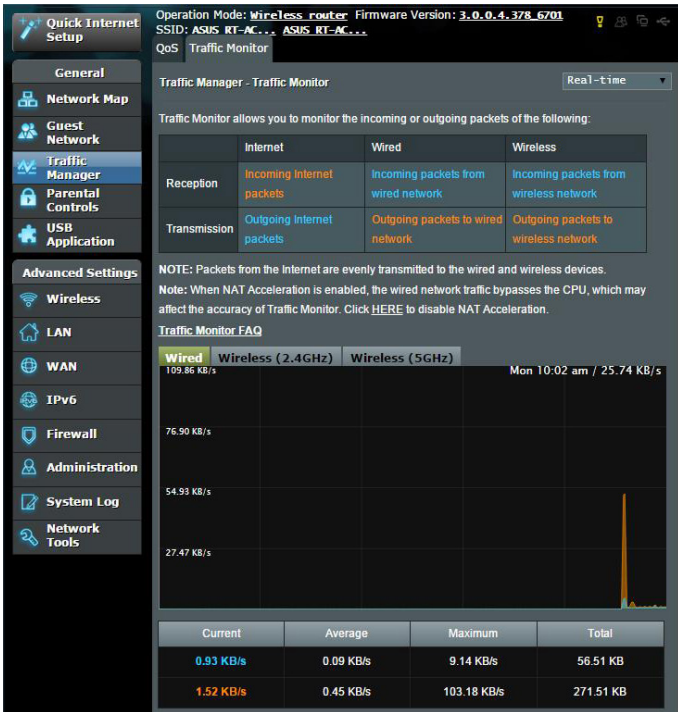 Quick Internet
Setup
General
Network Map
Guest
Network
Traffic
Manager
Parental
Controls
USB
Application
Advanced Settings
Wireless
LAN
WAN
IPv6
Firewall
Administration
System Log
Network
Tools
Operation Mode: Wireless router Firmware Version: 3.0.0.4.378_6701
SSID: ASUS RT-AC... ASUS RT-AC...
QoS Traffic Monitor
Traffic Manager - Traffic Monitor
Real-time
Traffic Monitor allows you to monitor the incoming or outgoing packets of the following:
Internet Wired Wireless
Reception
Incoming Internet
packets
Incoming packets from
wired network
Incoming packets from
wireless network
Transmission
Outgoing Internet
packets
Outgoing packets to wired
network
Outgoing packets to
wireless network
NOTE: Packets from the Internet are evenly transmitted to the wired and wireless devices.
Note: When NAT Acceleration is enabled, the wired network traffic bypasses the CPU, which may
affect the accuracy of Traffic Monitor. Click HERE to disable NAT Acceleration.
Traffic Monitor FAQ
Wired Wireless (2.4GHz) Wireless (5GHz)
109.86 KB/s
Mon 10:02 am / 25.74 KB/s
76.90 KB/s
54.93 KB/s
27.47 KB/s
Current Average Maximum Total
0.93 KB/s 0.09 KB/s 9.14 KB/s 56.51 KB
1.52 KB/s 0.45 KB/s 103.18 KB/s 271.51 KB